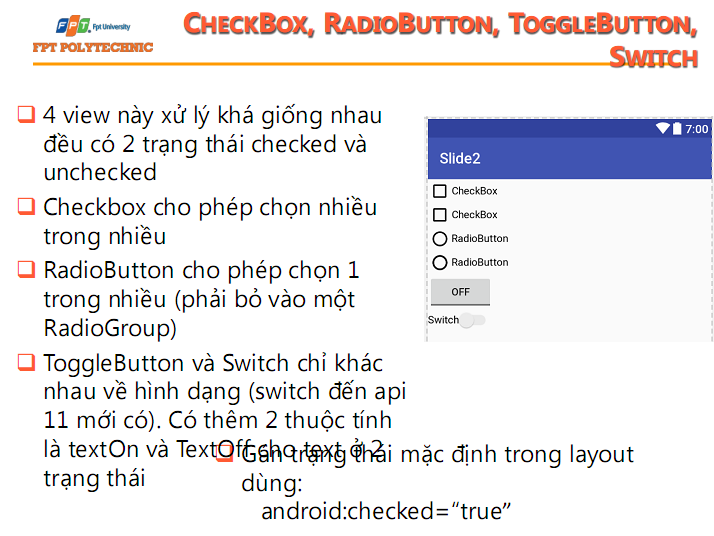 FPT. Fpt University
FPT POLYTECHNIC
CHECKBOX, RADIOBUTTON, TOGGLEBUTTON,
SWITCH
4 view này xử lý khá giống nhau
đều có 2 trạng thái checked và
unchecked
Checkbox cho phép chọn nhiều
trong nhiều
RadioButton cho phép chọn 1
trong nhiều (phải bỏ vào một
RadioGroup)
ToggleButton và Switch chỉ khác
nhau về hình dạng (switch đến api
11 mới có). Có thêm 2 thuộc tính
là textOn và TextOff cho text ở 2
trạng thái
Gán trạng thái mặc định trong layout
dùng:
android:checked=“true”
7:00
Slide2
CheckBox
CheckBox
RadioButton
RadioButton
OFF
Switch